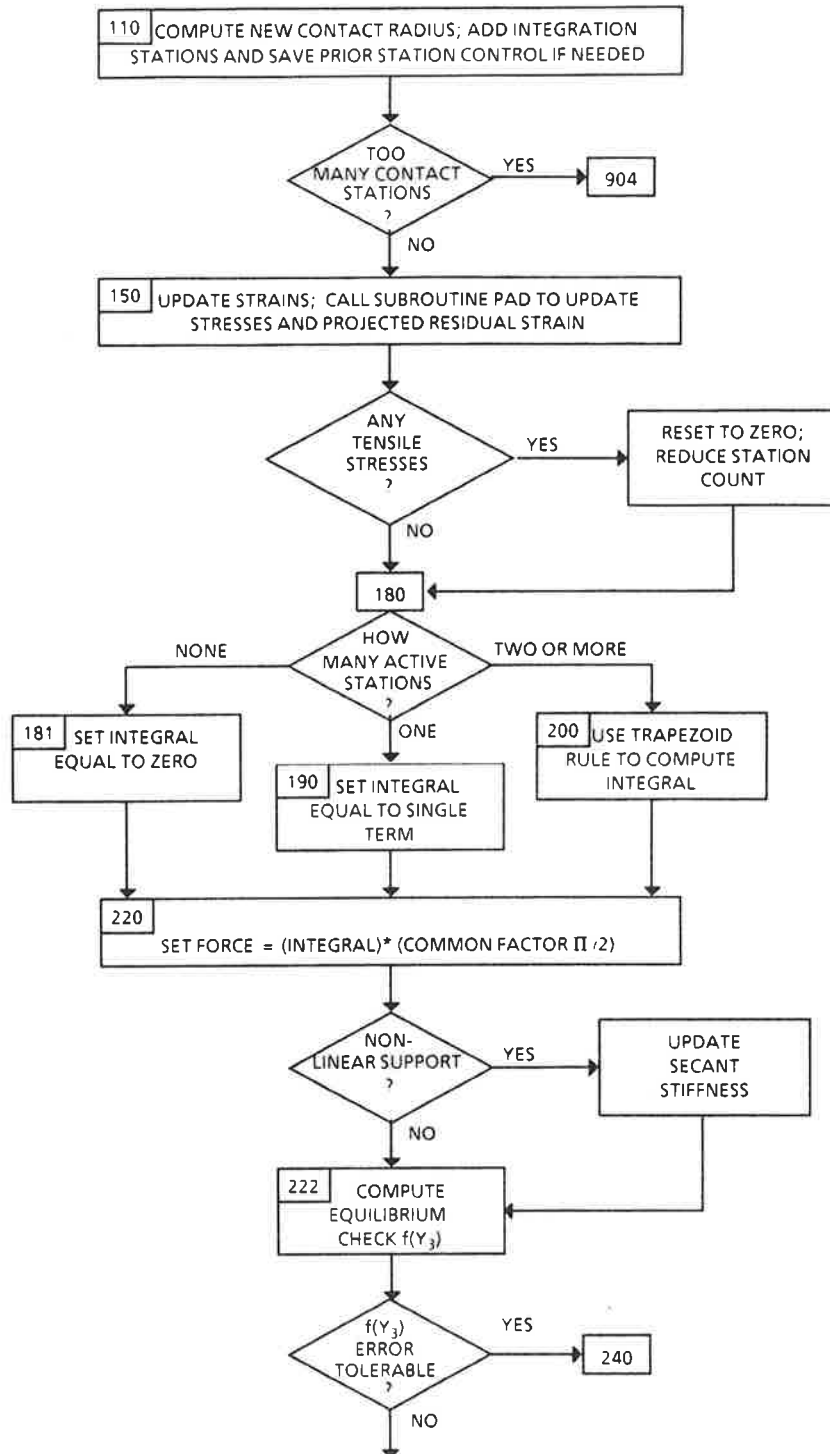 110 COMPUTE NEW CONTACT RADIUS; ADD INTEGRATION
STATIONS AND SAVE PRIOR STATION CONTROL IF NEEDED
TOO
MANY CONTACT
STATIONS
?
YES
904
NO
150 UPDATE STRAINS; CALL SUBROUTINE PAD TO UPDATE
STRESSES AND PROJECTED RESIDUAL STRAIN
ANY
TENSILE
STRESSES
?
YES
RESET TO ZERO;
REDUCE STATION
COUNT
NO
180
HOW
MANY ACTIVE
STATIONS
?
NONE
TWO OR MORE
ONE
181 SET INTEGRAL
EQUAL TO ZERO
190 SET INTEGRAL
EQUAL TO SINGLE
TERM
200 USE TRAPEZOID
RULE TO COMPUTE
INTEGRAL
220
SET FORCE = (INTEGRAL)* (COMMON FACTOR Π/2)
NON-
LINEAR SUPPORT
?
YES
UPDATE
SECANT
STIFFNESS
NO
222 COMPUTE
EQUILIBRIUM
CHECK f(Y₃)
f(Y₃)
ERROR
TOLERABLE
?
YES
240
NO